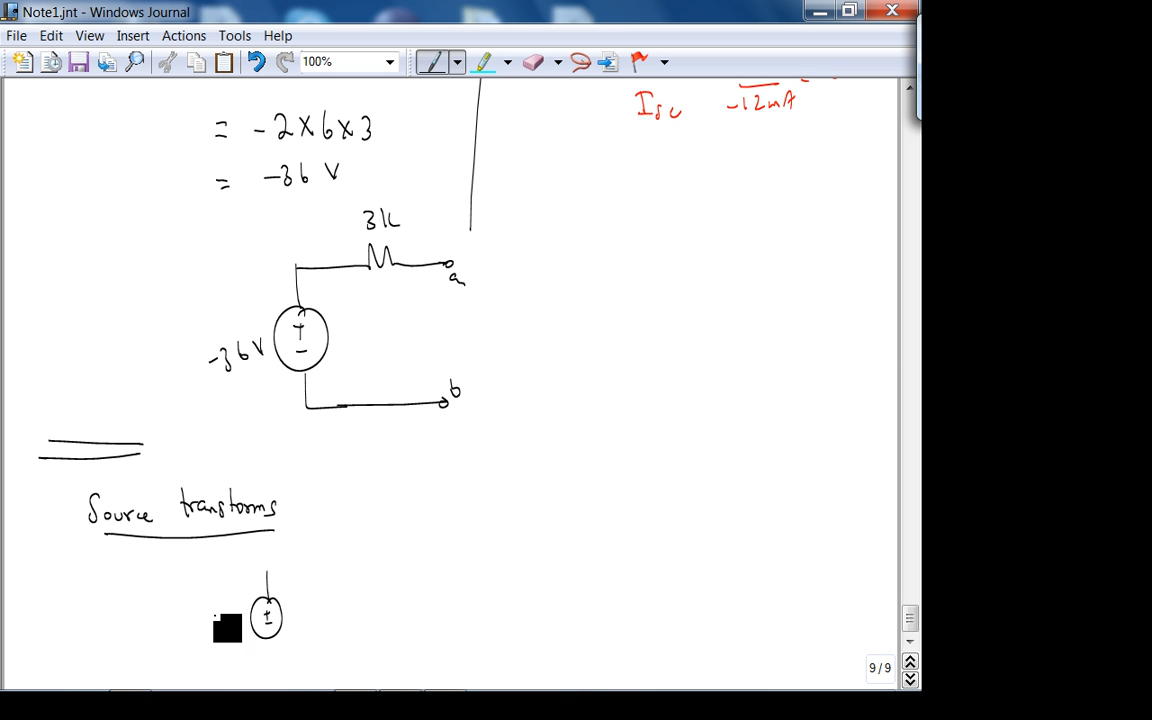 Note1.jnt - Windows Journal
File Edit View Insert Actions Tools Help
100%
Isc -12mA
= -2×6×3
= -36 V
3k
a
+
-
-36V
b
Source transforms
±
9/9